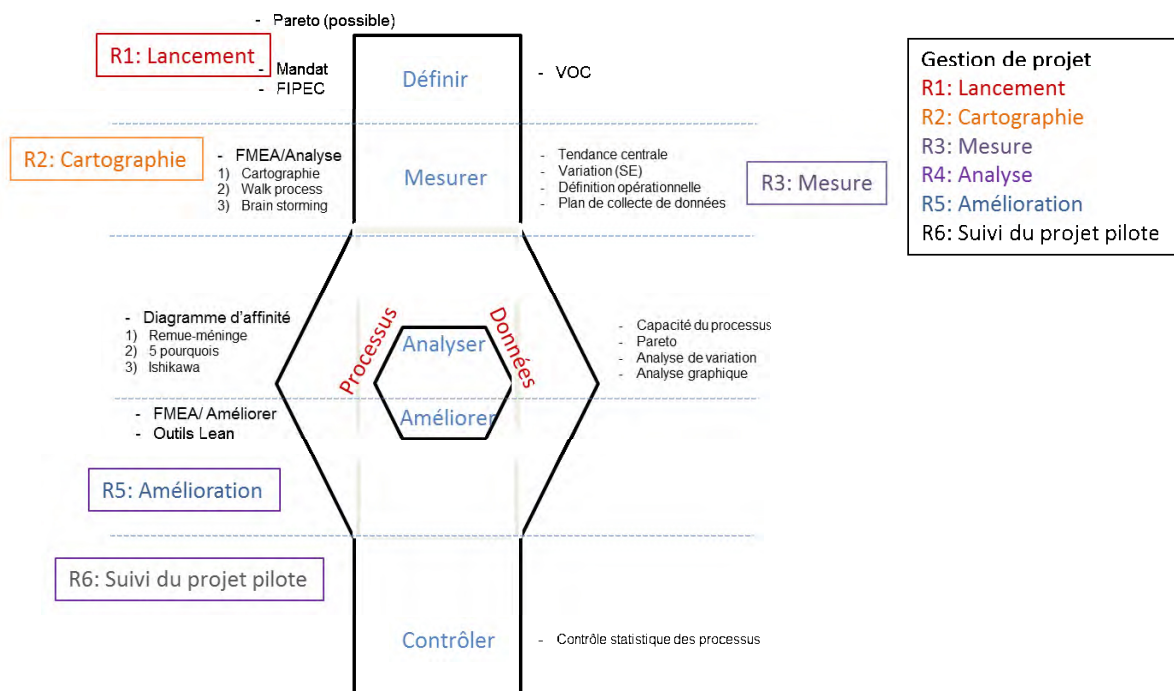 - Pareto (possible)
R1: Lancement
- Mandat
- FIPEC
Définir
- VOC
R2: Cartographie
- FMEA/Analyse
1) Cartographie
2) Walk process
3) Brain storming
Mesurer
- Tendance centrale
- Variation (SE)
- Définition opérationnelle
- Plan de collecte de données
R3: Mesure
- Diagramme d'affinité
1) Remue-méninge
2) 5 pourquois
3) Ishikawa
Processus
Données
Analyser
- Capacité du processus
- Pareto
- Analyse de variation
- Analyse graphique
- FMEA/ Améliorer
- Outils Lean
Améliorer
R5: Amélioration
R6: Suivi du projet pilote
Contrôler
- Contrôle statistique des processus
Gestion de projet
R1: Lancement
R2: Cartographie
R3: Mesure
R4: Analyse
R5: Amélioration
R6: Suivi du projet pilote